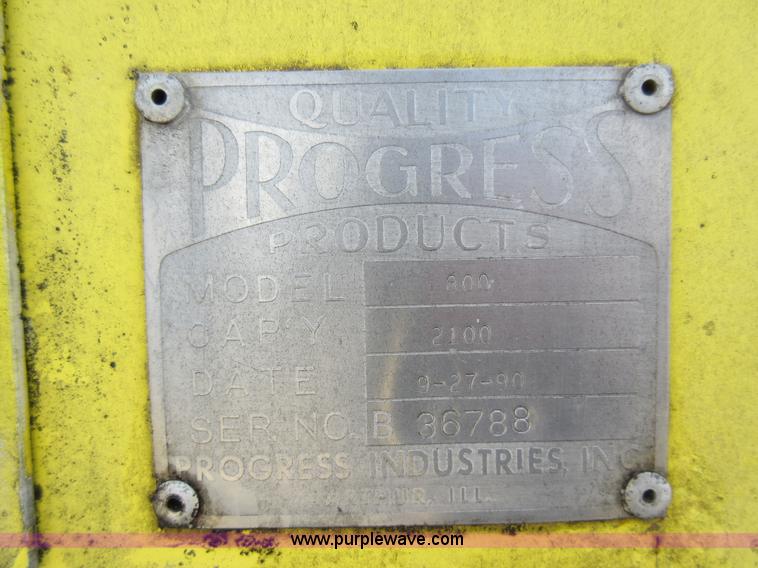 QUALITY
PROGRESS
PRODUCTS
MODEL 800
CAP'Y 2100
DATE 9-27-90
SER. NO. B 36788
PROGRESS INDUSTRIES, INC
ILL.
www.purplewave.com